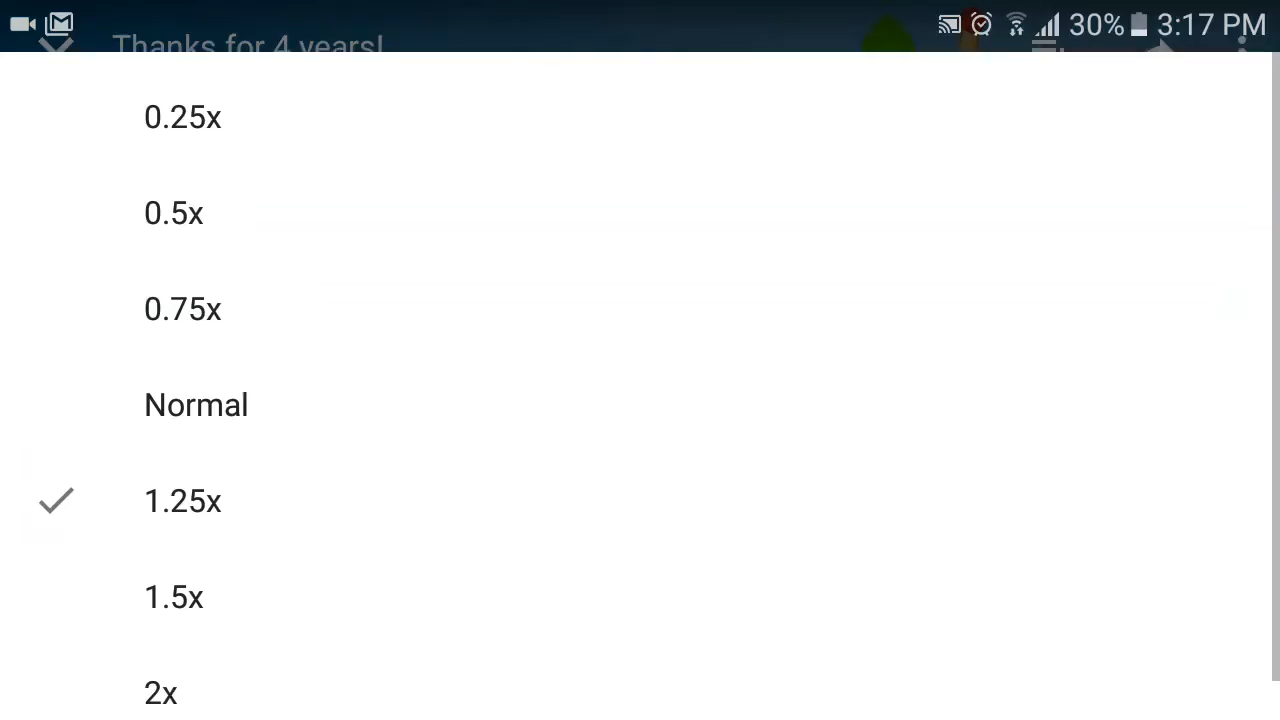 30% 3:17 PM
Thanks for 4 years!
0.25x
0.5x
0.75x
Normal
1.25x
1.5x
2x